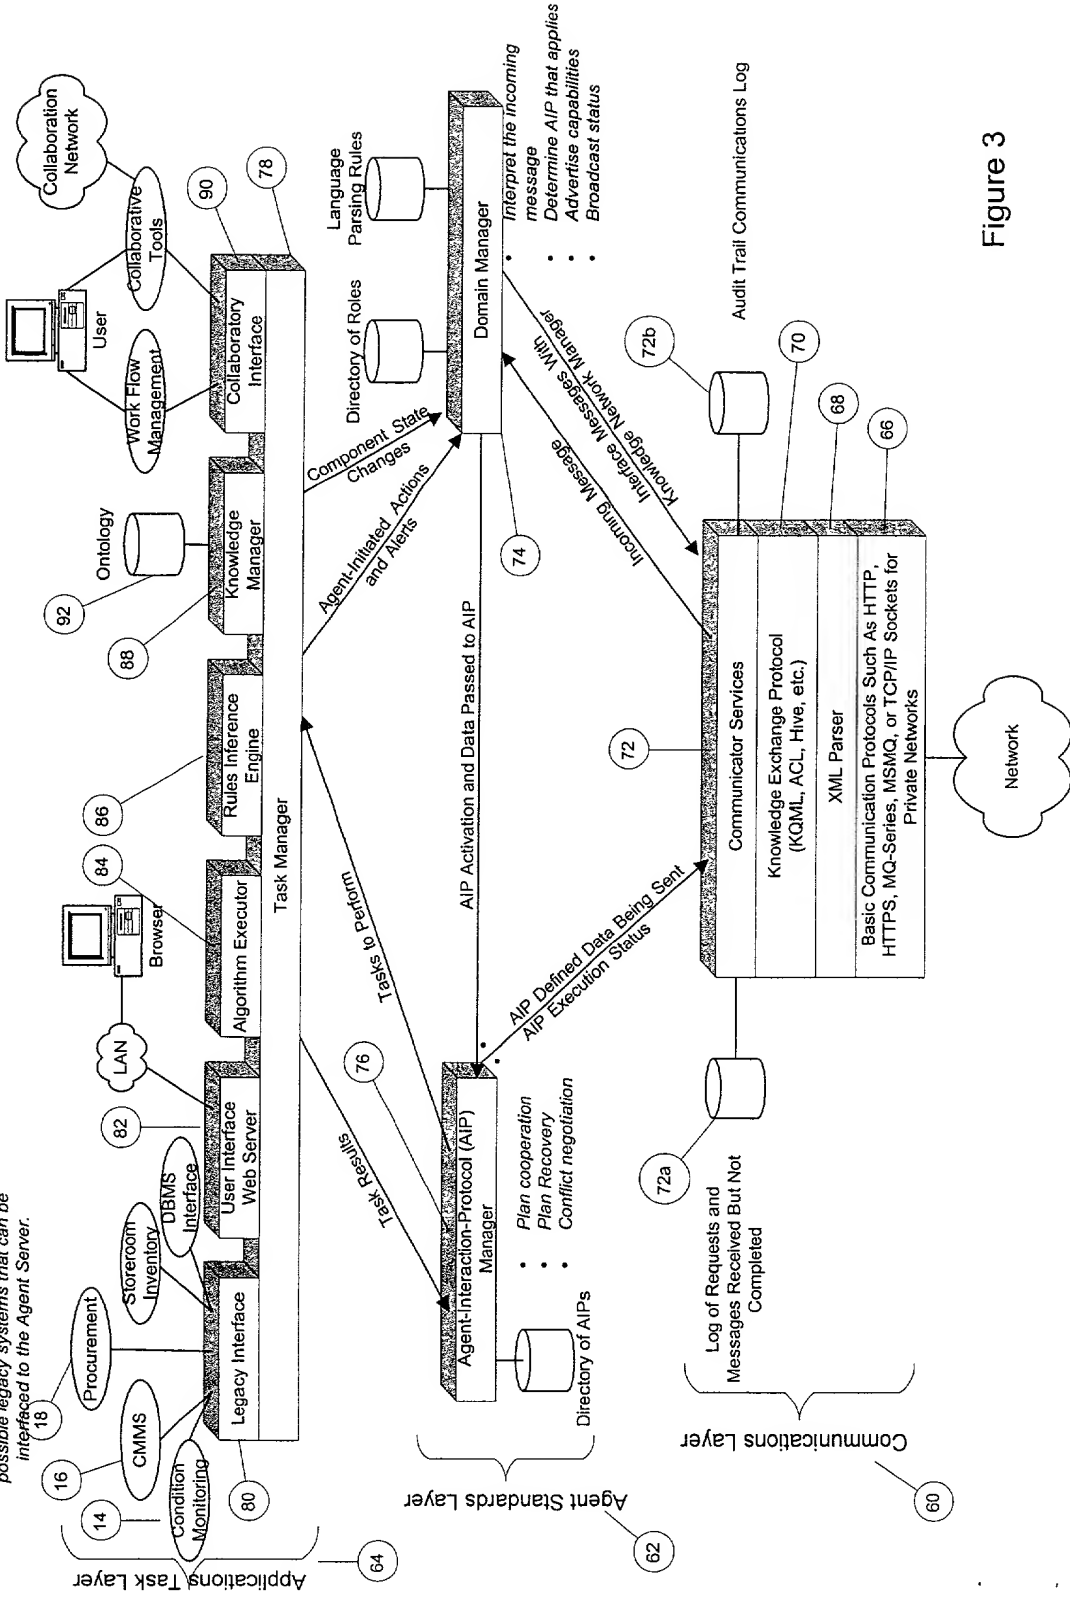 possible legacy systems that can be
interfaced to the Agent Server.
18
16
14
Procurement
CMMS
Condition
Monitoring
Storeroom
Inventory
DBMS
Interface
82
LAN
Browser
84
86
92
Ontology
88
User
Work Flow
Management
Collaborative
Tools
Collaboration
Network
90
78
80
Legacy Interface
User Interface
Web Server
Algorithm Executor
Rules Inference
Engine
Knowledge
Manager
Collaboratory
Interface
Task Manager
Applications Task Layer
64
Task Results
76
Tasks to Perform
Agent-Initiated Actions
and Alerts
Component State
Changes
Directory of Roles
Language
Parsing Rules
Agent-Interaction-Protocol (AIP)
Manager
• Plan cooperation
• Plan Recovery
• Conflict negotiation
Directory of AIPs
AIP Activation and Data Passed to AIP
Domain Manager
74
• Interpret the incoming
message
• Determine AIP that applies
• Advertise capabilities
• Broadcast status
Agent Standards Layer
62
• AIP Defined Data Being Sent
• AIP Execution Status
Incoming Message
Interface Messages With
Knowledge Network Manager
72
72a
72b
Log of Requests and
Messages Received But Not
Completed
Audit Trail Communications Log
Communicator Services
Knowledge Exchange Protocol
(KQML, ACL, Hive, etc.)
70
XML Parser
68
Basic Communication Protocols Such As HTTP,
HTTPS, MQ-Series, MSMQ, or TCP/IP Sockets for
Private Networks
66
Communications Layer
60
Network
Figure 3